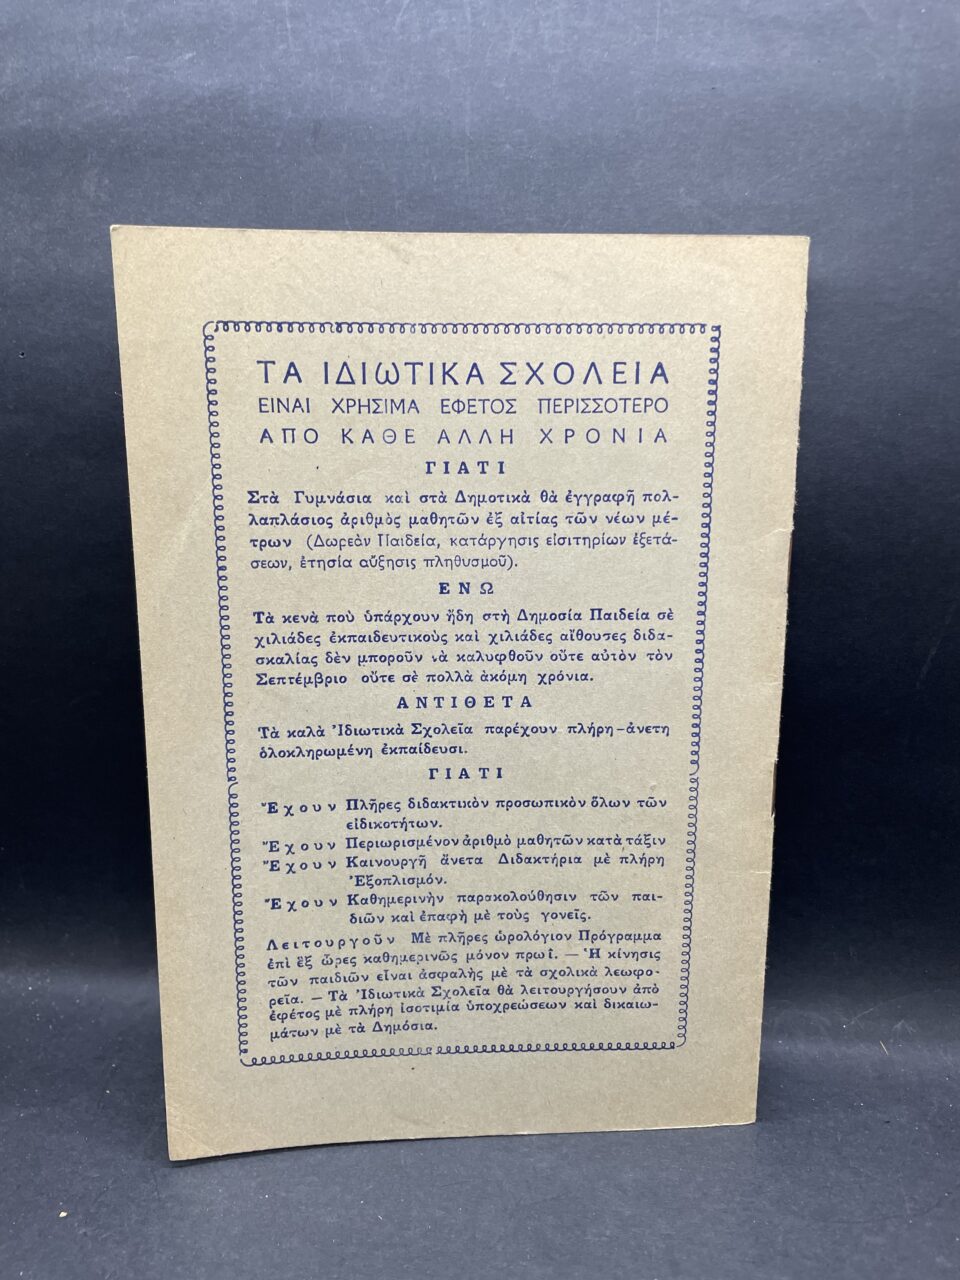 ΤΑ ΙΔΙΩΤΙΚΑ ΣΧΟΛΕΙΑ
ΕΙΝΑΙ ΧΡΗΣΙΜΑ ΕΦΕΤΟΣ ΠΕΡΙΣΣΟΤΕΡΟ
ΑΠΟ ΚΑΘΕ ΑΛΛΗ ΧΡΟΝΙΑ
ΓΙΑΤΙ
Στὰ Γυμνάσια καὶ στὰ Δημοτικὰ θὰ ἐγγραφῆ πολ-
λαπλάσιος ἀριθμὸς μαθητῶν ἐξ αἰτίας τῶν νέων μέ-
τρων (Δωρεὰν Παιδεία, κατάργησις εἰσιτηρίων ἐξετά-
σεων, ἐτησία αὔξησις πληθυσμοῦ).
ΕΝΩ
Τὰ κενὰ ποὺ ὑπάρχουν ἤδη στὴ Δημοσία Παιδεία σὲ
χιλιάδες ἐκπαιδευτικοὺς καὶ χιλιάδες αἴθουσες διδα-
σκαλίας δὲν μποροῦν νὰ καλυφθοῦν οὔτε αὐτὸν τὸν
Σεπτέμβριο οὔτε σὲ πολλὰ ἀκόμη χρόνια.
ΑΝΤΙΘΕΤΑ
Τὰ καλὰ Ἰδιωτικὰ Σχολεῖα παρέχουν πλήρη–ἄνετη
ὁλοκληρωμένη ἐκπαίδευσι.
ΓΙΑΤΙ
Ἔχουν Πλῆρες διδακτικὸν προσωπικὸν ὅλων τῶν
εἰδικοτήτων.
Ἔχουν Περιωρισμένον ἀριθμὸ μαθητῶν κατὰ τάξιν
Ἔχουν Καινουργῆ ἄνετα Διδακτήρια μὲ πλήρη
Ἐξοπλισμόν.
Ἔχουν Καθημερινὴν παρακολούθησιν τῶν παι-
διῶν καὶ ἐπαφὴ μὲ τοὺς γονεῖς.
Λειτουργοῦν Μὲ πλῆρες ὡρολόγιον Πρόγραμμα
ἐπὶ ἓξ ὧρες καθημερινῶς μόνον πρωΐ. — Ἡ κίνησις
τῶν παιδιῶν εἶναι ἀσφαλὴς μὲ τὰ σχολικὰ λεωφο-
ρεῖα. — Τὰ Ἰδιωτικὰ Σχολεῖα θὰ λειτουργήσουν ἀπὸ
ἐφέτος μὲ πλήρη ἰσοτιμία ὑποχρεώσεων καὶ δικαιω-
μάτων μὲ τὰ Δημόσια.